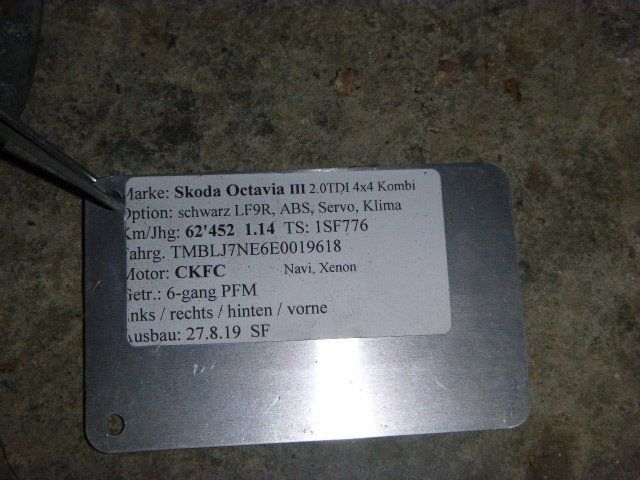 Marke: Skoda Octavia III 2.0TDI 4x4 Kombi
Option: schwarz LF9R, ABS, Servo, Klima
Km/Jhg: 62'452 1.14 TS: 1SF776
Fahrg. TMBLJ7NE6E0019618
Motor: CKFC Navi, Xenon
Getr.: 6-gang PFM
inks / rechts / hinten / vorne
Ausbau: 27.8.19 SF